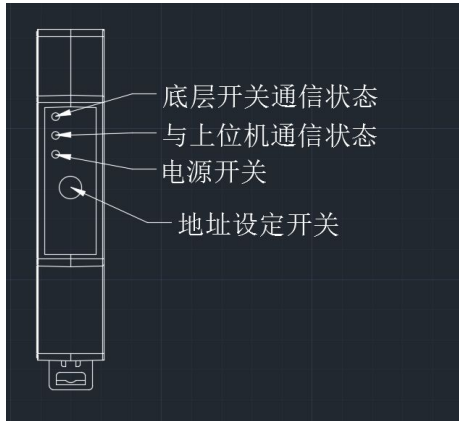 底层开关通信状态
与上位机通信状态
电源开关
地址设定开关